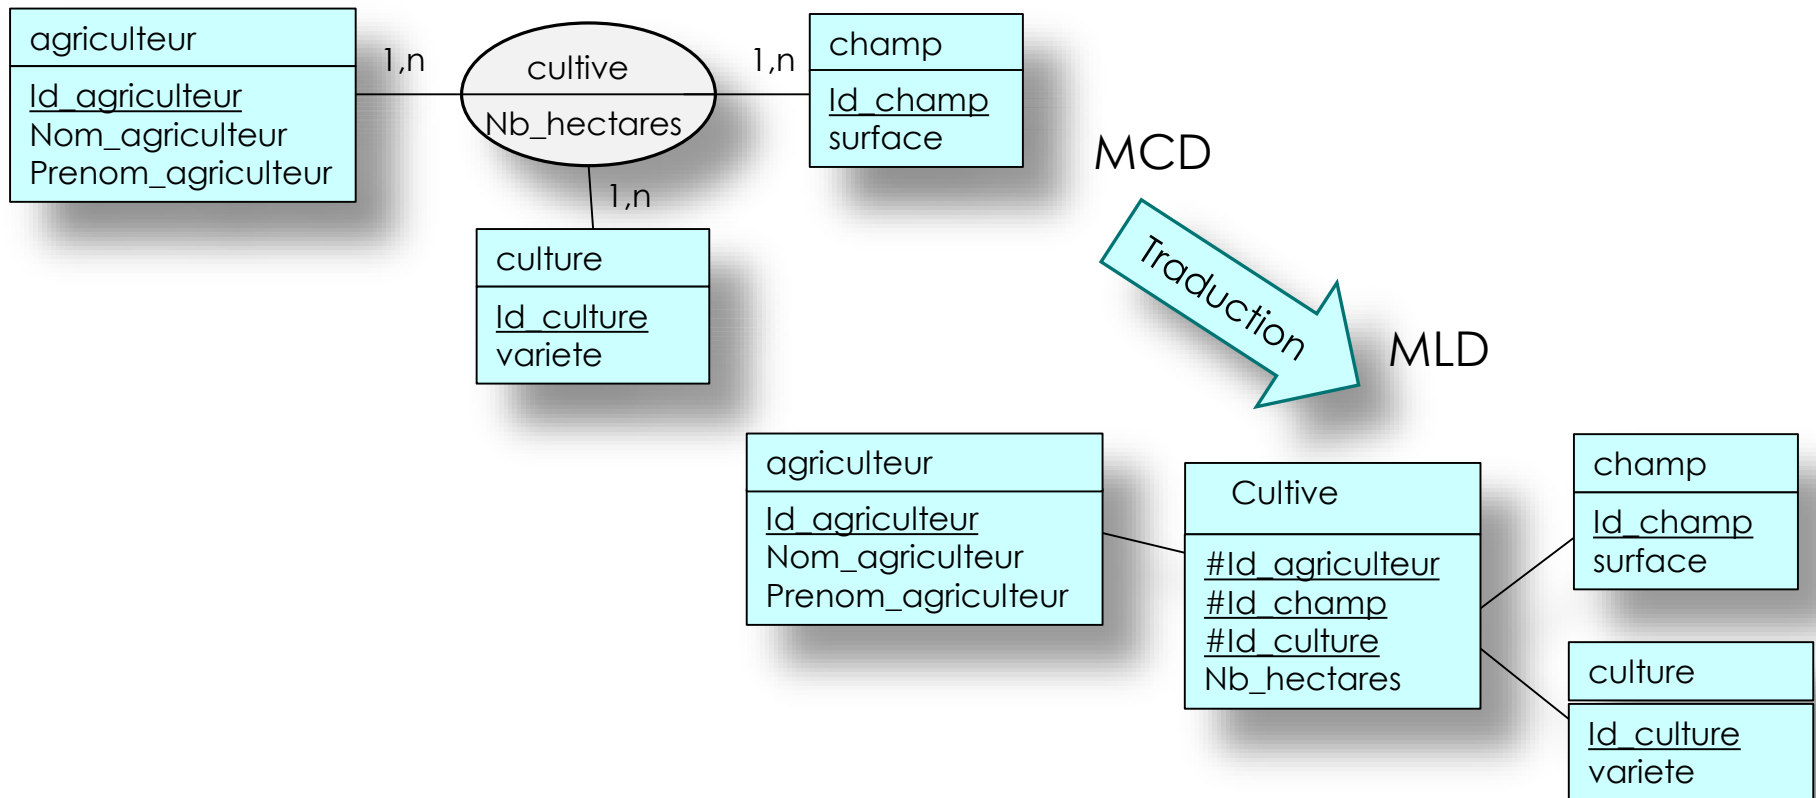 agriculteur
Id_agriculteur
Nom_agriculteur
Prenom_agriculteur
1,n
cultive
Nb_hectares
1,n
champ
Id_champ
surface
1,n
culture
Id_culture
variete
MCD
Traduction
MLD
agriculteur
Id_agriculteur
Nom_agriculteur
Prenom_agriculteur
Cultive
#Id_agriculteur
#Id_champ
#Id_culture
Nb_hectares
champ
Id_champ
surface
culture
Id_culture
variete